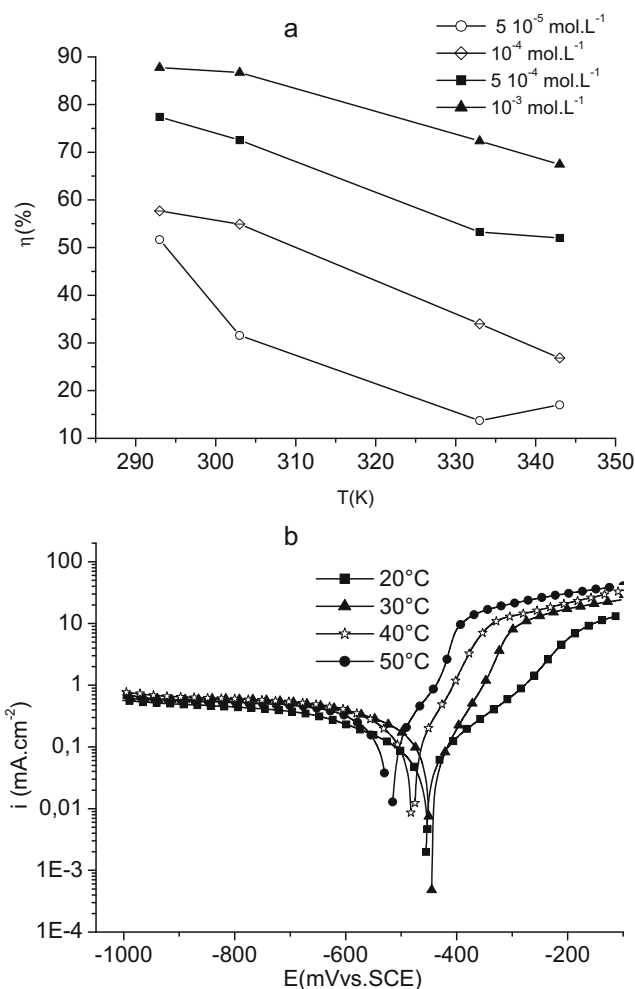 a
5 10⁻⁵ mol.L⁻¹
10⁻⁴ mol.L⁻¹
5 10⁻⁴ mol.L⁻¹
10⁻³ mol.L⁻¹
90
80
70
60
50
40
30
20
10
η(%)
290 300 310 320 330 340 350
T(K)
b
20°C
30°C
40°C
50°C
100
10
1
0,1
0,01
1E-3
1E-4
i (mA.cm⁻²)
-1000 -800 -600 -400 -200
E(mVvs.SCE)